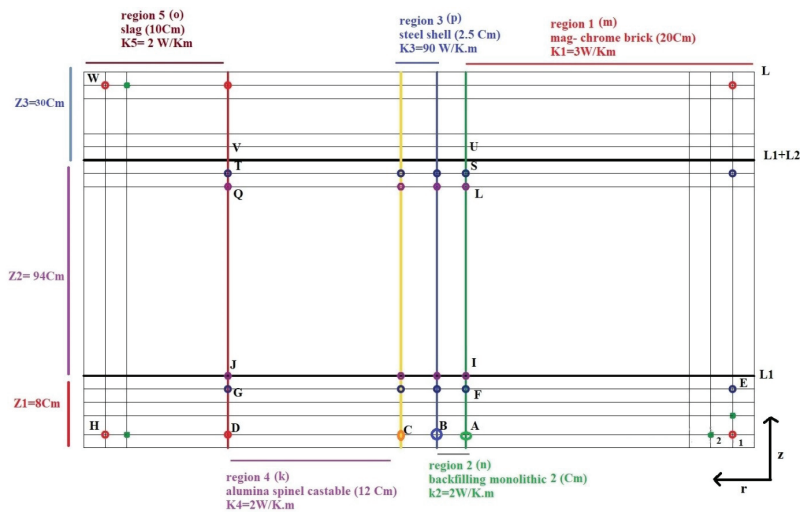 region 5 (o)
slag (10Cm)
K5= 2 W/Km
region 3 (p)
steel shell (2.5 Cm)
K3=90 W/K.m
region 1 (m)
mag- chrome brick (20Cm)
K1=3W/Km
W
L
Z3=30Cm
V
U
L1+L2
T
S
Q
L
Z2= 94Cm
J
I
L1
G
F
E
Z1=8Cm
H
D
C
B
A
2
1
z
r
region 4 (k)
alumina spinel castable (12 Cm)
K4=2W/K.m
region 2 (n)
backfilling monolithic 2 (Cm)
k2=2W/K.m